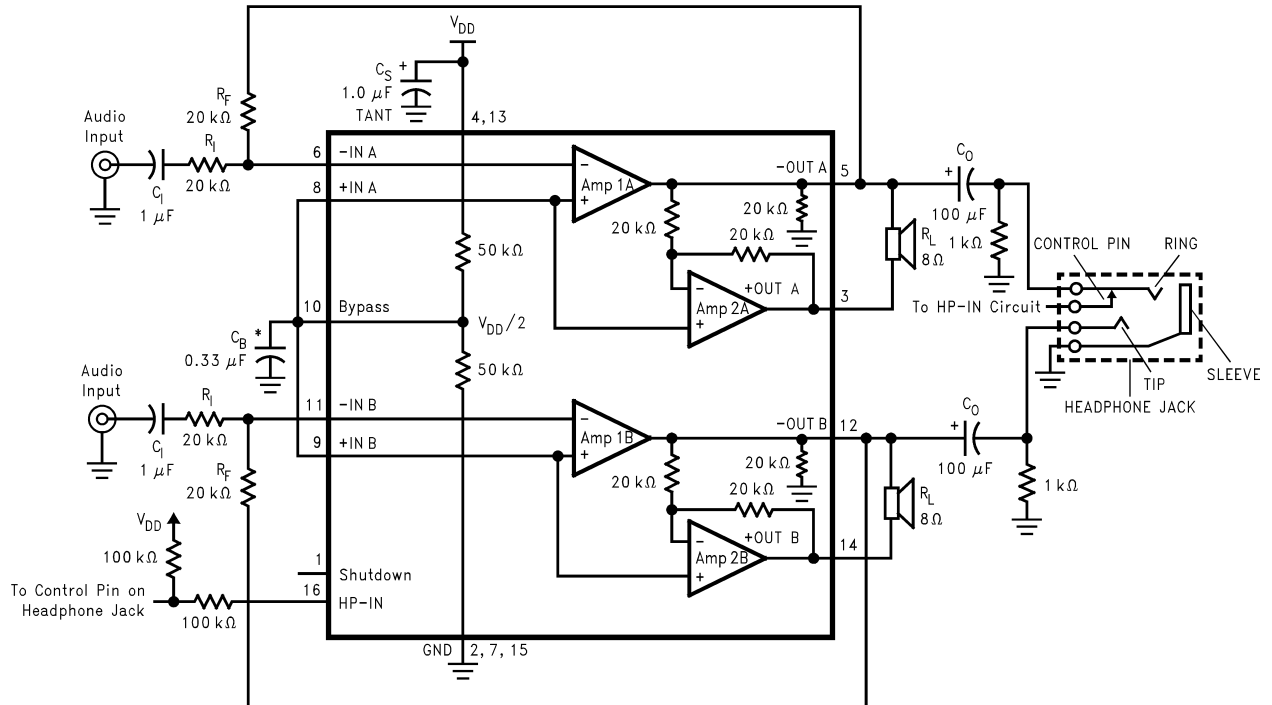 V_DD
C_S +
1.0 μF
TANT
4,13
R_F
20 kΩ
Audio
Input
R_I
20 kΩ
C_I
1 μF
6
-IN A
8
+IN A
−
Amp 1A
+
-OUT A
5
20 kΩ
20 kΩ
20 kΩ
50 kΩ
−
+OUT A
Amp 2A
+
3
R_L
8Ω
C_O
+
100 μF
1 kΩ
CONTROL PIN
RING
To HP-IN Circuit
TIP
SLEEVE
HEADPHONE JACK
10
Bypass
V_DD/2
C_B *
0.33 μF
50 kΩ
Audio
Input
R_I
20 kΩ
C_I
1 μF
R_F
20 kΩ
11
-IN B
9
+IN B
−
Amp 1B
+
-OUT B
12
20 kΩ
20 kΩ
20 kΩ
−
+OUT B
Amp 2B
+
14
R_L
8Ω
C_O
+
100 μF
1 kΩ
V_DD
100 kΩ
To Control Pin on
Headphone Jack
100 kΩ
1
Shutdown
16
HP-IN
GND
2, 7, 15